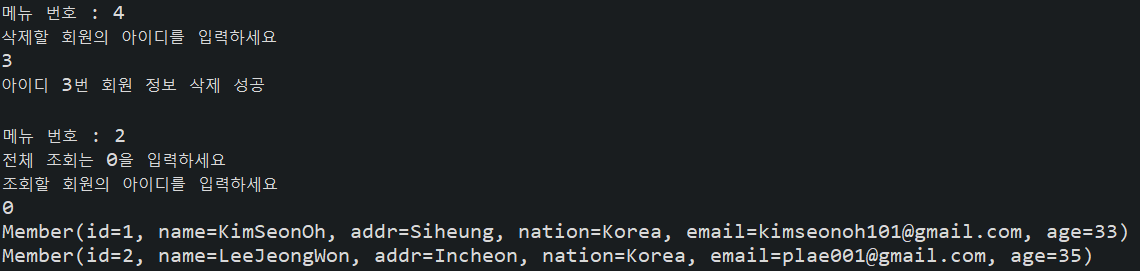 메뉴 번호 : 4
삭제할 회원의 아이디를 입력하세요
3
아이디 3번 회원 정보 삭제 성공
메뉴 번호 : 2
전체 조회는 0을 입력하세요
조회할 회원의 아이디를 입력하세요
0
Member(id=1, name=KimSeonOh, addr=Siheung, nation=Korea, email=kimseonoh101@gmail.com, age=33)
Member(id=2, name=LeeJeongWon, addr=Incheon, nation=Korea, email=plae001@gmail.com, age=35)